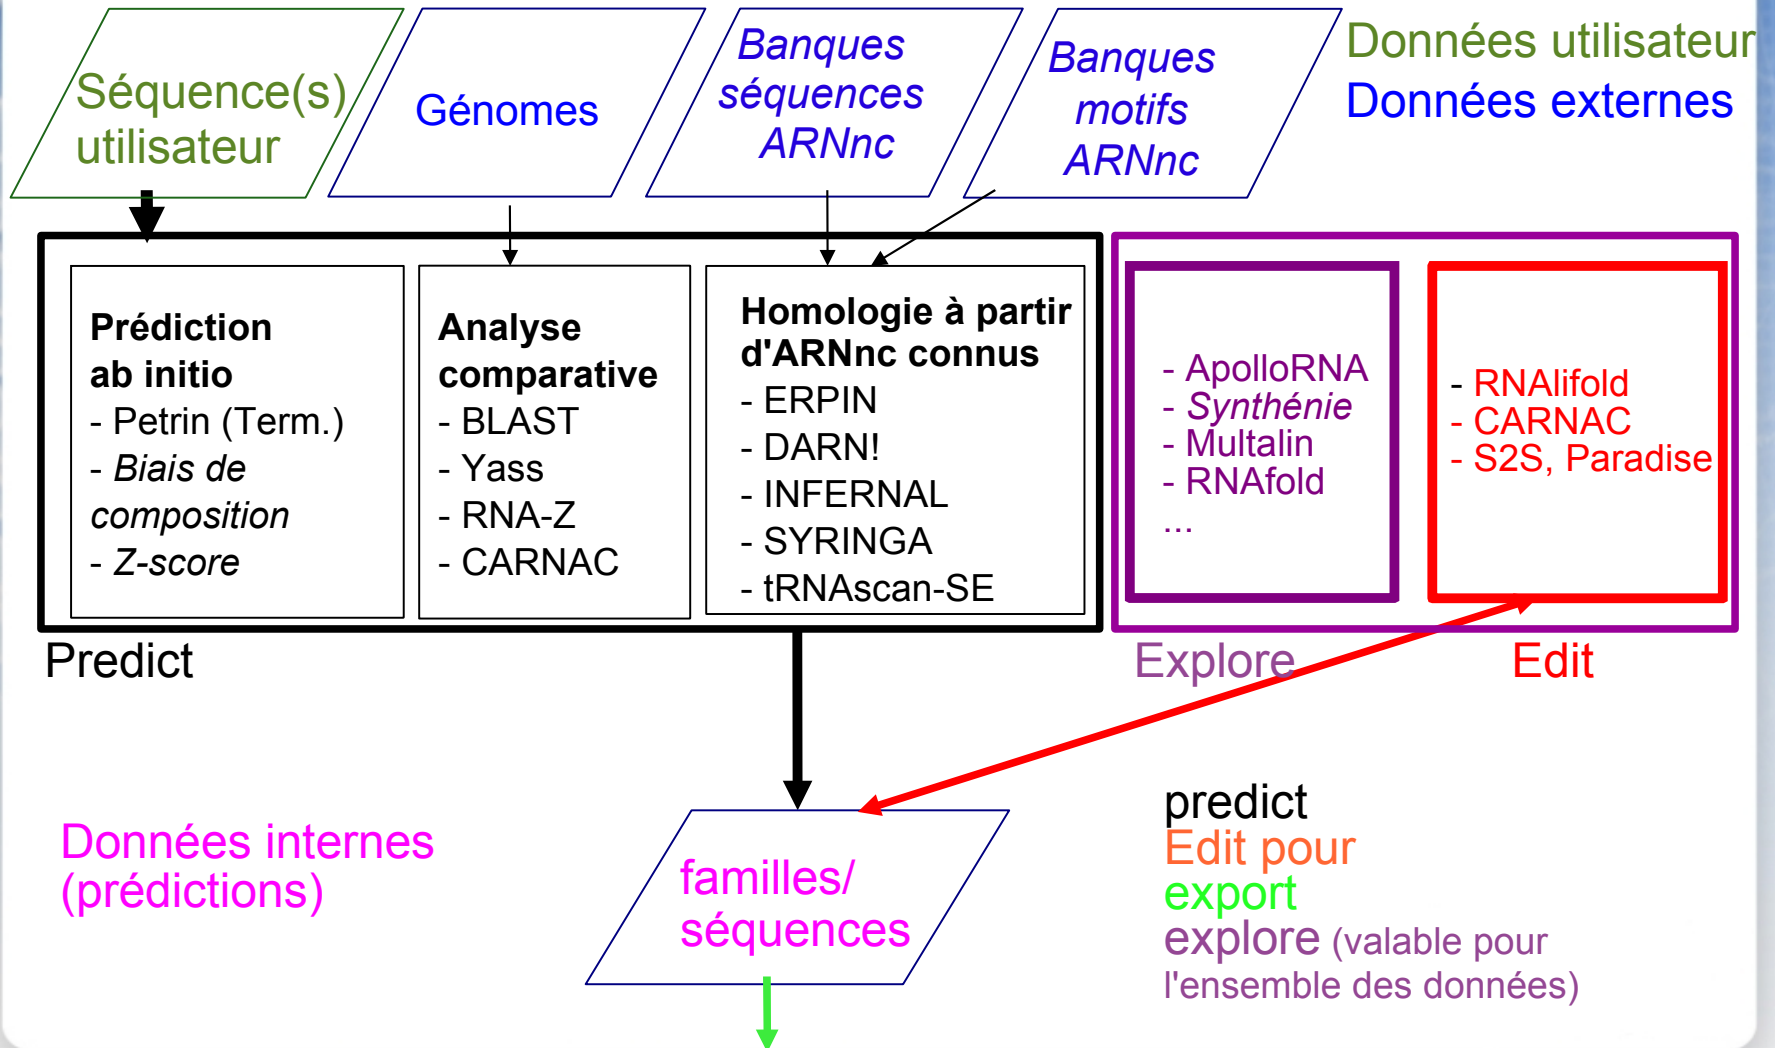 Séquence(s)
utilisateur
Génomes
Banques
séquences
ARNnc
Banques
motifs
ARNnc
Données utilisateur
Données externes
Prédiction
ab initio
- Petrin (Term.)
- Biais de
composition
- Z-score
Analyse
comparative
- BLAST
- Yass
- RNA-Z
- CARNAC
Homologie à partir
d'ARNnc connus
- ERPIN
- DARN!
- INFERNAL
- SYRINGA
- tRNAscan-SE
- ApolloRNA
- Synthénie
- Multalin
- RNAfold
...
- RNAlifold
- CARNAC
- S2S, Paradise
Predict
Explore
Edit
Données internes
(prédictions)
familles/
séquences
predict
Edit pour
export
explore (valable pour
l'ensemble des données)